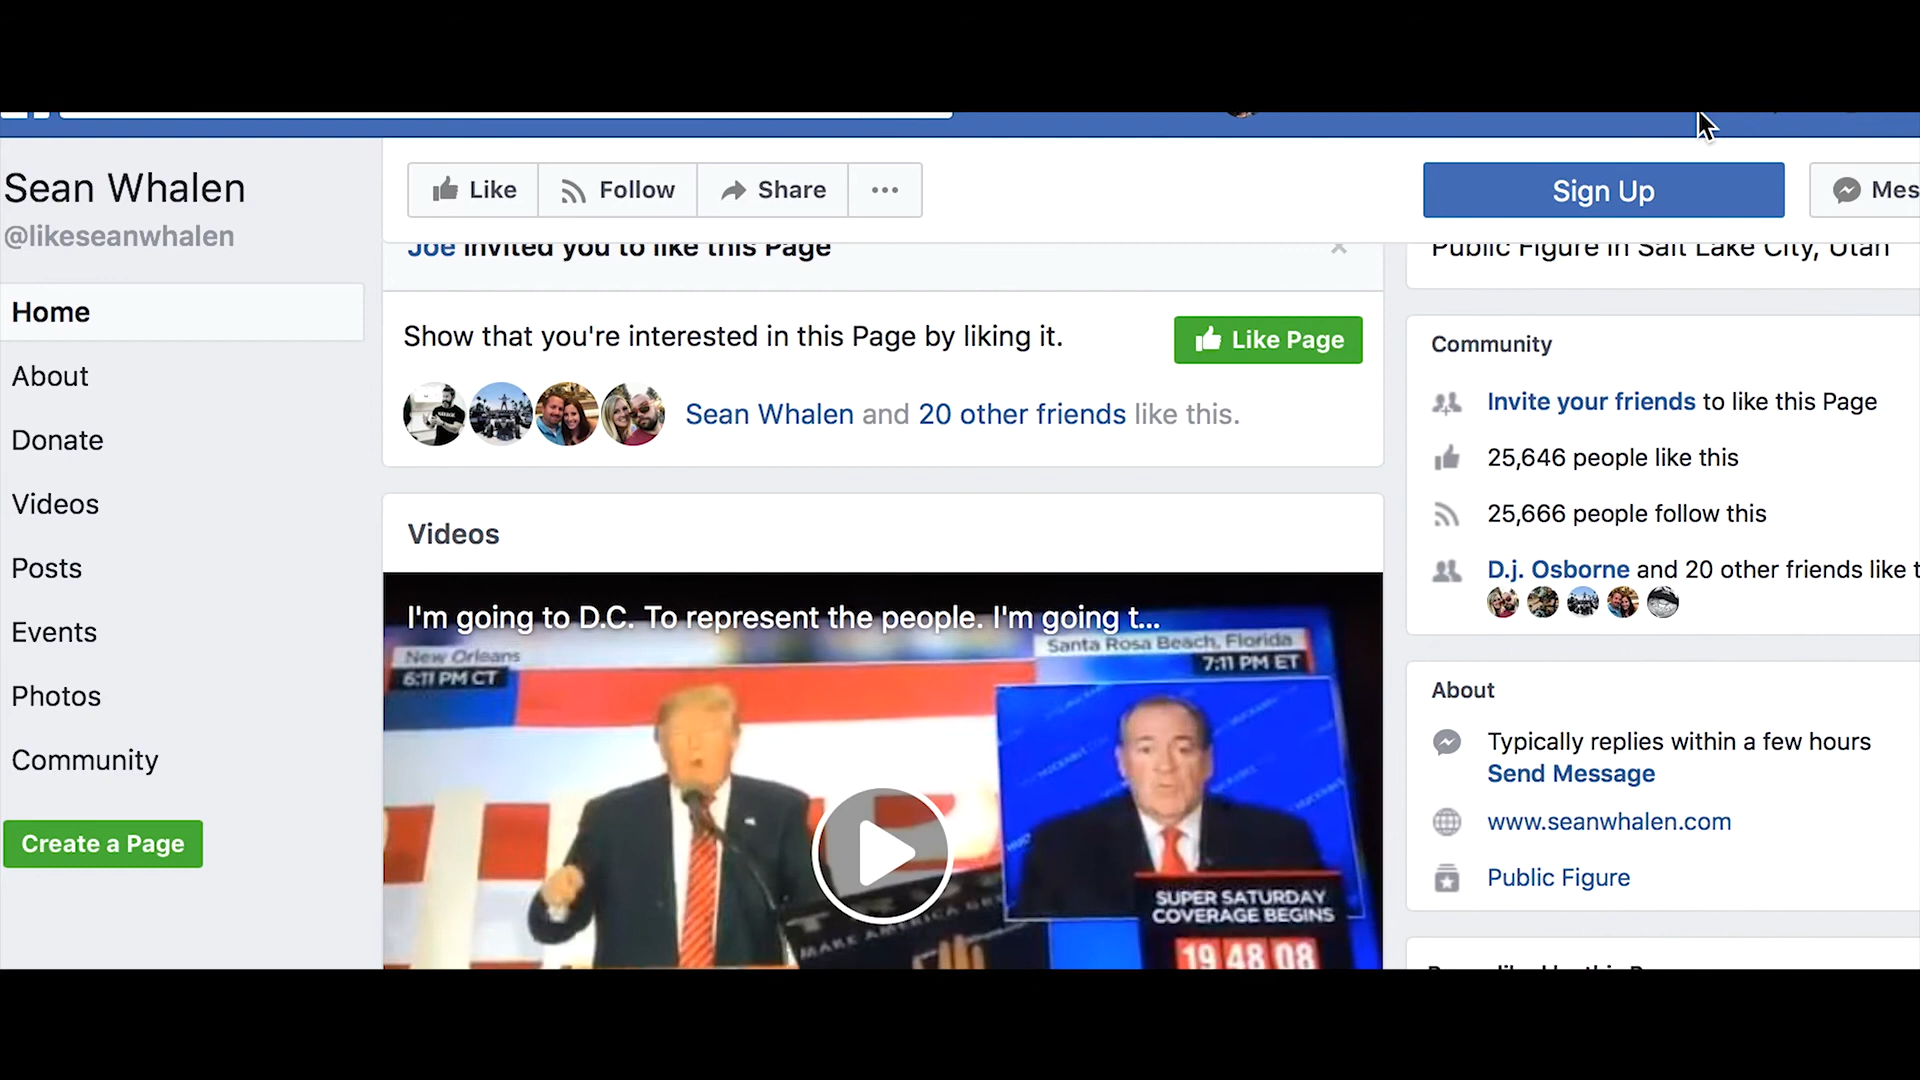 Sean Whalen
@likeseanwhalen
Home
About
Donate
Videos
Posts
Events
Photos
Community
Create a Page
Like
Follow
Share
Sign Up
Mes
Joe invited you to like this Page
Show that you're interested in this Page by liking it.
Like Page
Sean Whalen and 20 other friends like this.
Videos
I'm going to D.C. To represent the people. I'm going t...
New Orleans
6:11 PM CT
Santa Rosa Beach, Florida
7:11 PM ET
MAKE AMERICA GRE
SUPER SATURDAY
COVERAGE BEGINS
19 48 08
Public Figure in Salt Lake City, Utah
Community
Invite your friends to like this Page
25,646 people like this
25,666 people follow this
D.j. Osborne and 20 other friends like t
About
Typically replies within a few hours
Send Message
www.seanwhalen.com
Public Figure